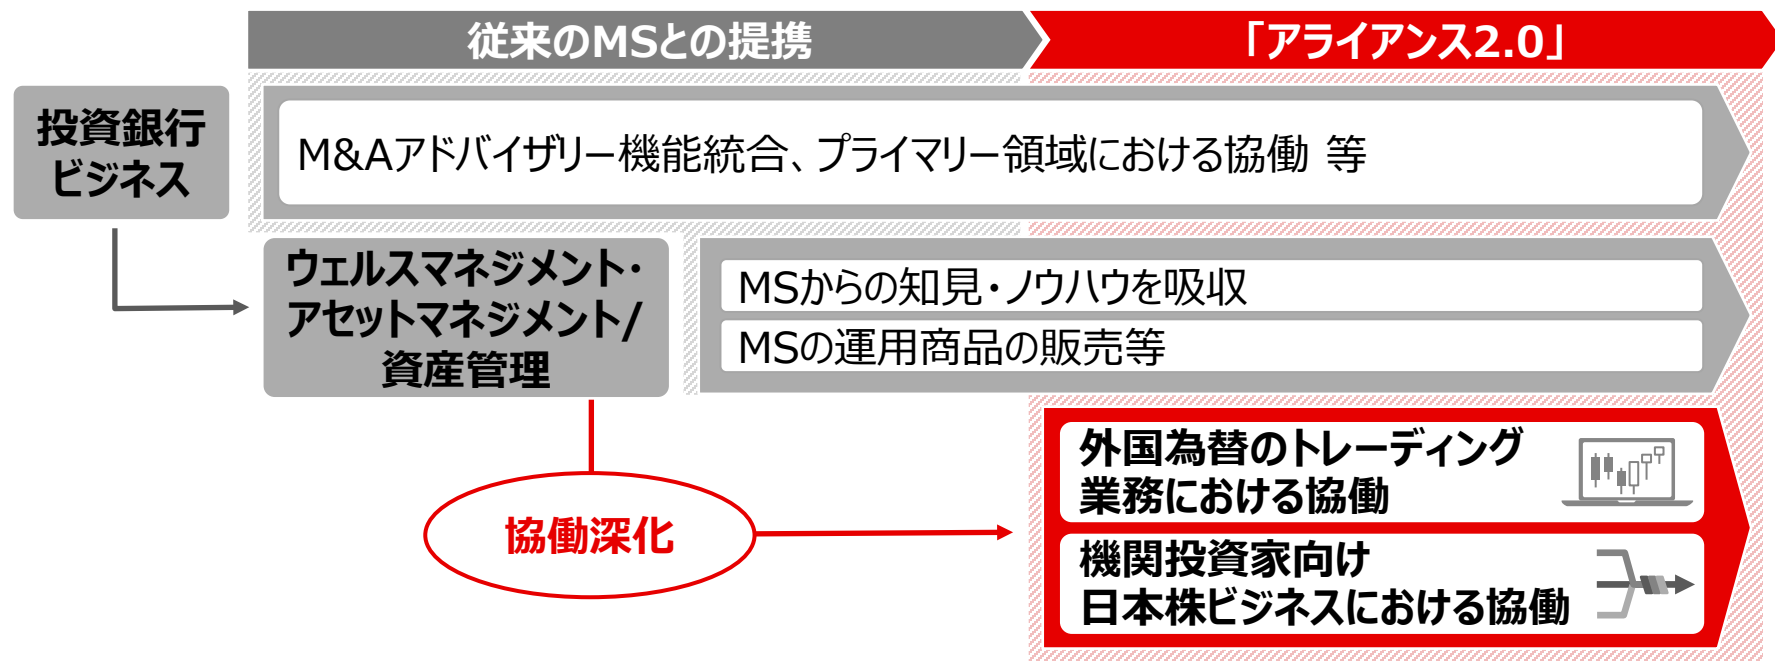 従来のMSとの提携
「アライアンス2.0」
投資銀行
ビジネス
M&Aアドバイザリー機能統合、プライマリー領域における協働 等
ウェルスマネジメント・
アセットマネジメント/
資産管理
MSからの知見・ノウハウを吸収
MSの運用商品の販売等
協働深化
外国為替のトレーディング
業務における協働
機関投資家向け
日本株ビジネスにおける協働